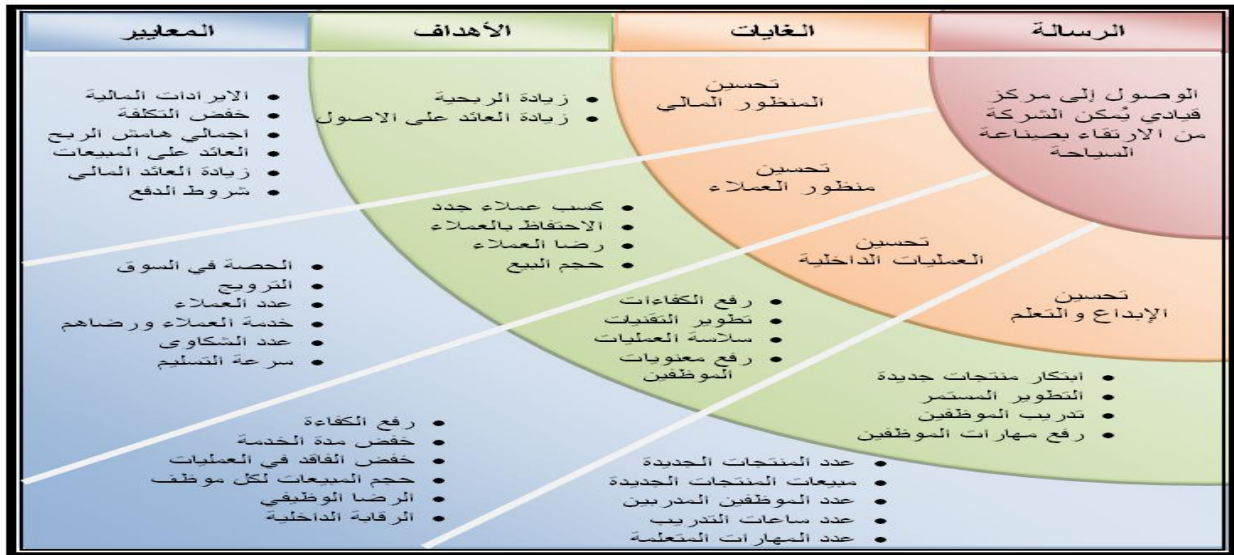 الرسالة
الغايات
الأهداف
المعايير
الوصول إلى مركز
قيادي يُمكن الشركة
من الارتقاء بصناعة
السياحة
تحسين
المنظور المالي
• زيادة الربحية
• زيادة العائد على الاصول
• الايرادات المالية
• خفض التكلفة
• اجمالي هامش الربح
• العائد على المبيعات
• زيادة العائد المالي
• شروط الدفع
تحسين
منظور العملاء
• كسب عملاء جدد
• الاحتفاظ بالعملاء
• رضا العملاء
• حجم البيع
• الحصة في السوق
• الترويج
• عدد العملاء
• خدمة العملاء ورضاهم
• عدد الشكاوى
• سرعة التسليم
تحسين
العمليات الداخلية
• رفع الكفاءات
• تطوير التقنيات
• سلاسة العمليات
• رفع معنويات
الموظفين
• رفع الكفاءة
• خفض مدة الخدمة
• خفض الفاقد في العمليات
• حجم المبيعات لكل موظف
• الرضا الوظيفي
• الرقابة الداخلية
تحسين
الإبداع والتعلم
• ابتكار منتجات جديدة
• التطوير المستمر
• تدريب الموظفين
• رفع مهارات الموظفين
• عدد المنتجات الجديدة
• مبيعات المنتجات الجديدة
• عدد الموظفين المدربين
• عدد ساعات التدريب
• عدد المهارات المتعلمة